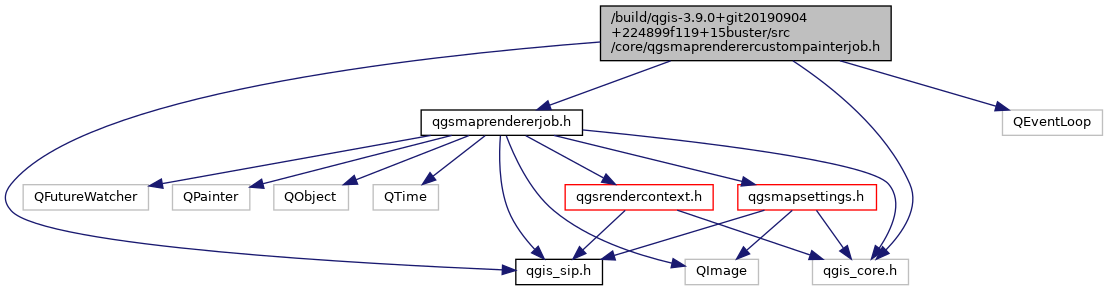 /build/qgis-3.9.0+git20190904
+224899f119+15buster/src
/core/qgsmaprenderercustompainterjob.h
qgsmaprendererjob.h
QEventLoop
QFutureWatcher
QPainter
QObject
QTime
qgsrendercontext.h
qgsmapsettings.h
qgis_sip.h
QImage
qgis_core.h